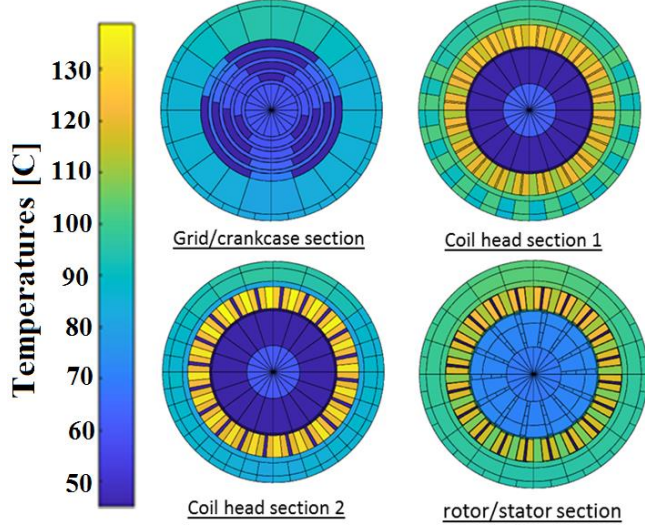 Temperatures [C]
130
120
110
100
90
80
70
60
50
Grid/crankcase section
Coil head section 1
Coil head section 2
rotor/stator section